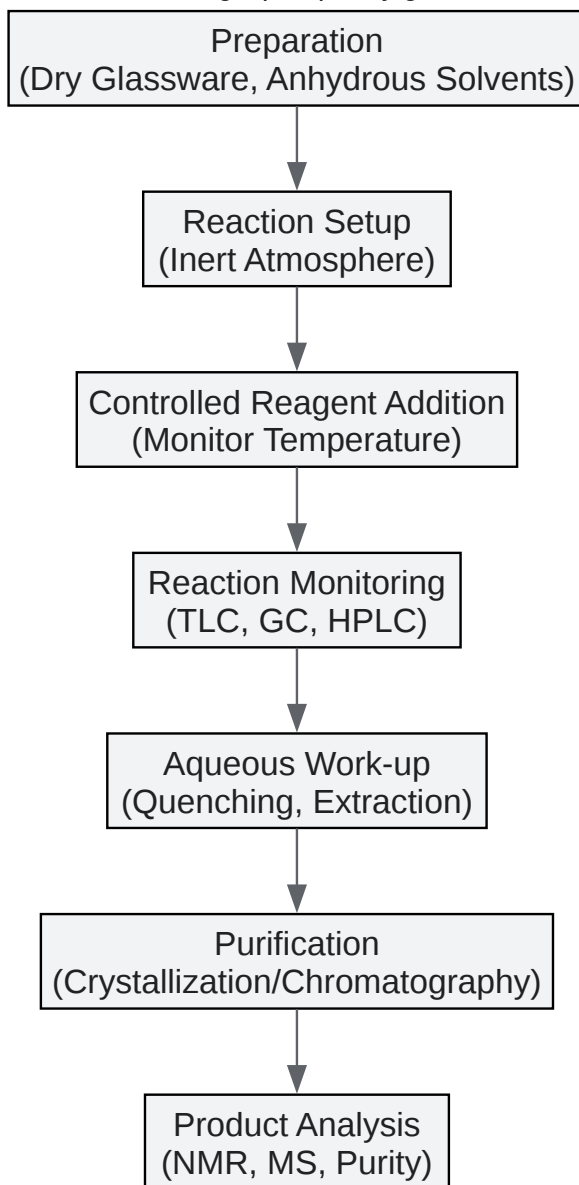 Preparation
(Dry Glassware, Anhydrous Solvents)
Reaction Setup
(Inert Atmosphere)
Controlled Reagent Addition
(Monitor Temperature)
Reaction Monitoring
(TLC, GC, HPLC)
Aqueous Work-up
(Quenching, Extraction)
Purification
(Crystallization/Chromatography)
Product Analysis
(NMR, MS, Purity)